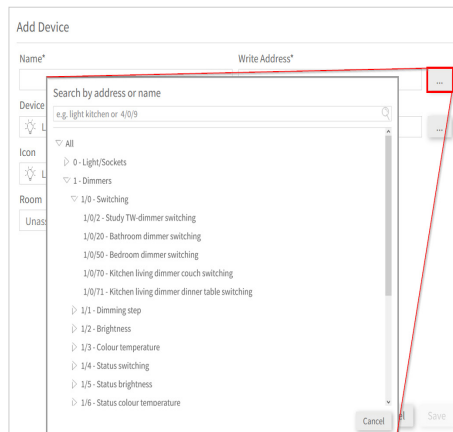 Add Device
Name*
Write Address*
...
Search by address or name
e.g. light kitchen or 4/0/9
Device
L
...
Icon
L
Room
Unas
All
0 - Light/Sockets
1 - Dimmers
1/0 - Switching
1/0/2 - Study TW-dimmer switching
1/0/20 - Bathroom dimmer switching
1/0/50 - Bedroom dimmer switching
1/0/70 - Kitchen living dimmer couch switching
1/0/71 - Kitchen living dimmer dinner table switching
1/1 - Dimming step
1/2 - Brightness
1/3 - Colour temperature
1/4 - Status switching
1/5 - Status brightness
1/6 - Status colour temperature
Cancel
el
Save